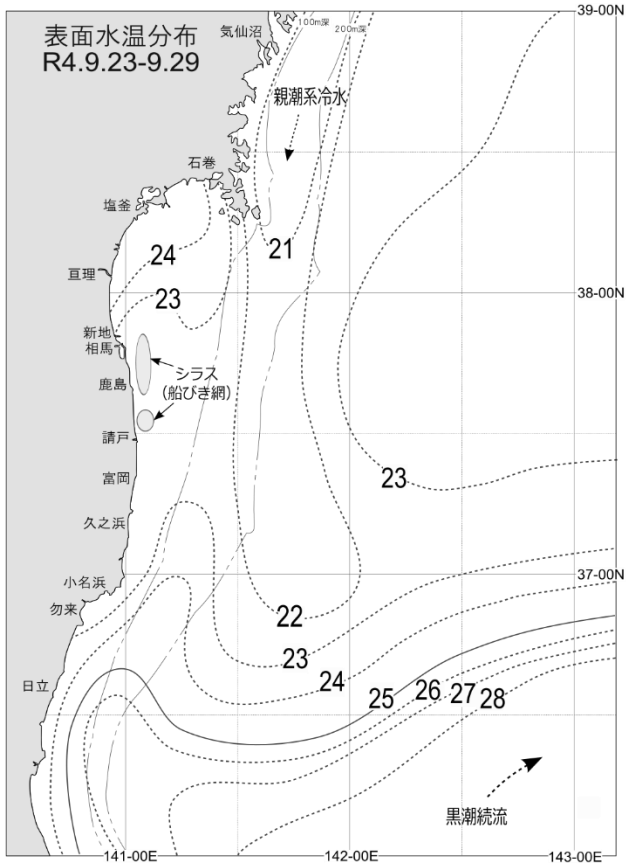 表面水温分布
R4.9.23-9.29
気仙沼
100m深
200m深
39-00N
親潮系冷水
石巻
塩釜
21
24
亘理
23
38-00N
新地
相馬
シラス
(船びき網)
鹿島
請戸
23
富岡
久之浜
37-00N
小名浜
22
勿来
23
24
日立
25
26
27
28
黒潮続流
141-00E
142-00E
143-00E